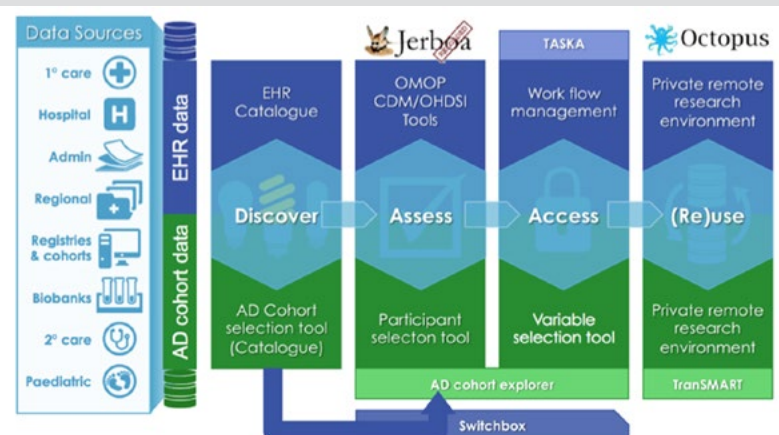 Data Sources
1° care
Hospital
Admin
Regional
Registries
& cohorts
Biobanks
2° care
Paediatric
EHR data
AD cohort data
EHR
Catalogue
Discover
AD Cohort
selection tool
(Catalogue)
Jerboa
OMOP
CDM/OHDSI
Tools
Assess
Participant
selecton tool
TASKA
Work flow
management
Access
Variable
selection tool
AD cohort explorer
Switchbox
Octopus
Private remote
research
environment
(Re)use
Private remote
research
environment
TranSMART